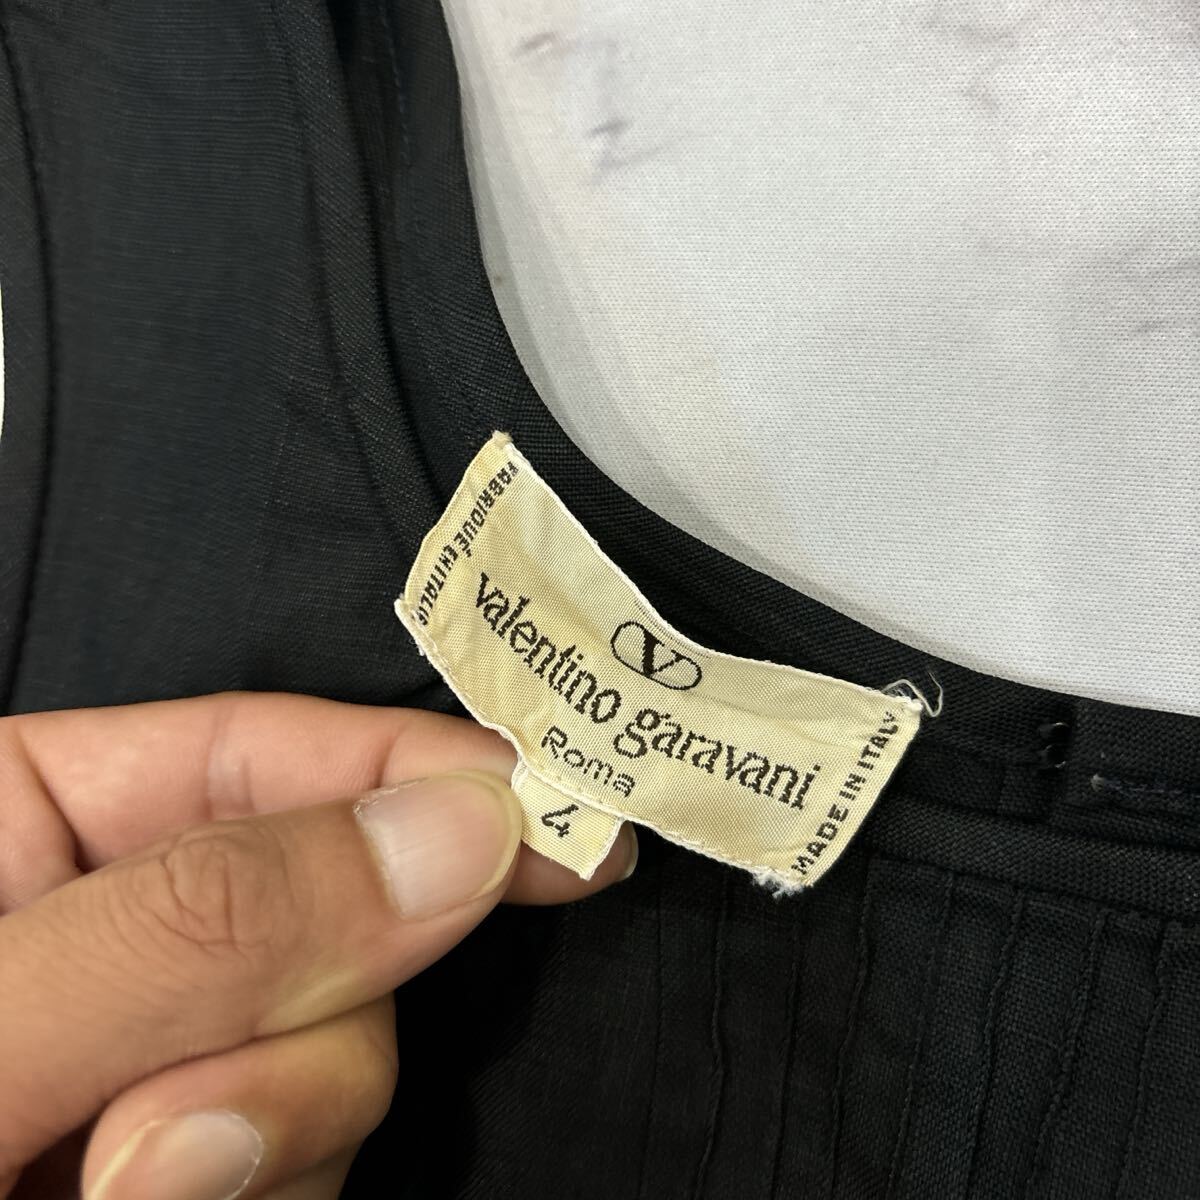 FABRIQUÉ EN ITALIE
V
valentino garavani
Roma
4
MADE IN ITALY